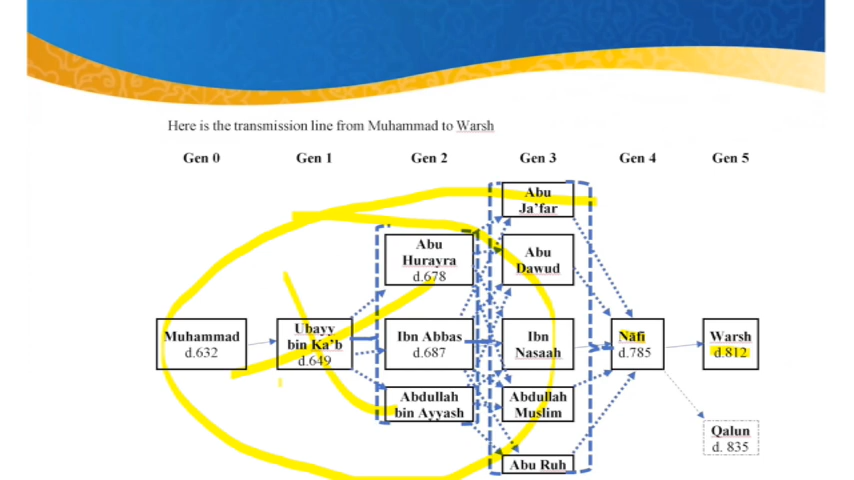 Here is the transmission line from Muhammad to Warsh
Gen 0
Gen 1
Gen 2
Gen 3
Gen 4
Gen 5
Muhammad
d.632
Ubayy
bin Ka'b
d.649
Abu
Hurayra
d.678
Ibn Abbas
d.687
Abdullah
bin Ayyash
Abu
Ja'far
Abu
Dawud
Ibn
Nasaah
Abdullah
Muslim
Abu Ruh
Nāfi
d.785
Warsh
d.812
Qalun
d. 835